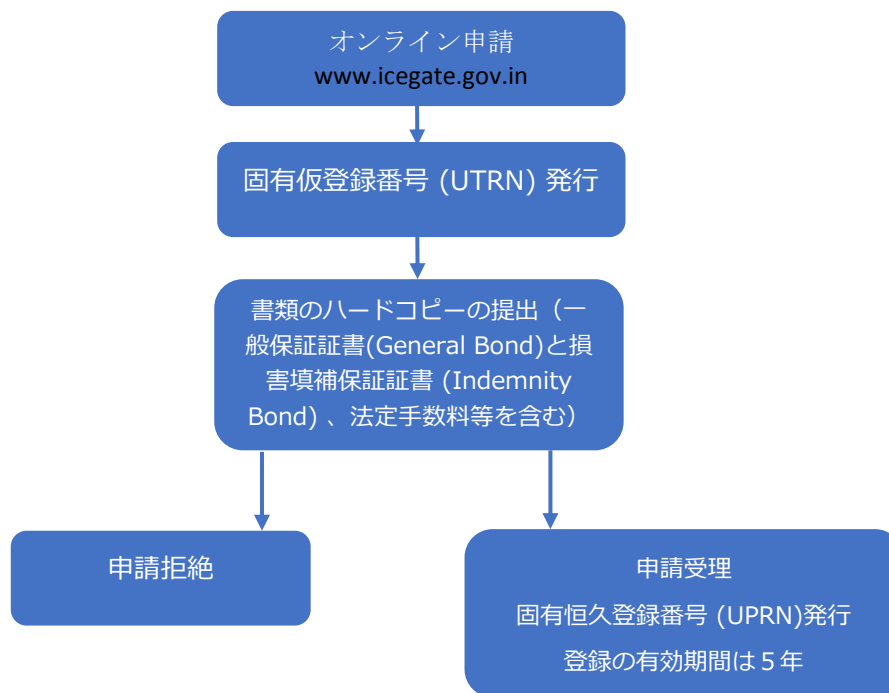 オンライン申請
www.icegate.gov.in
固有仮登録番号 (UTRN) 発行
書類のハードコピーの提出（一
般保証証書(General Bond)と損
害填補保証証書 (Indemnity
Bond) 、法定手数料等を含む）
申請拒絶
申請受理
固有恒久登録番号 (UPRN)発行
登録の有効期間は５年